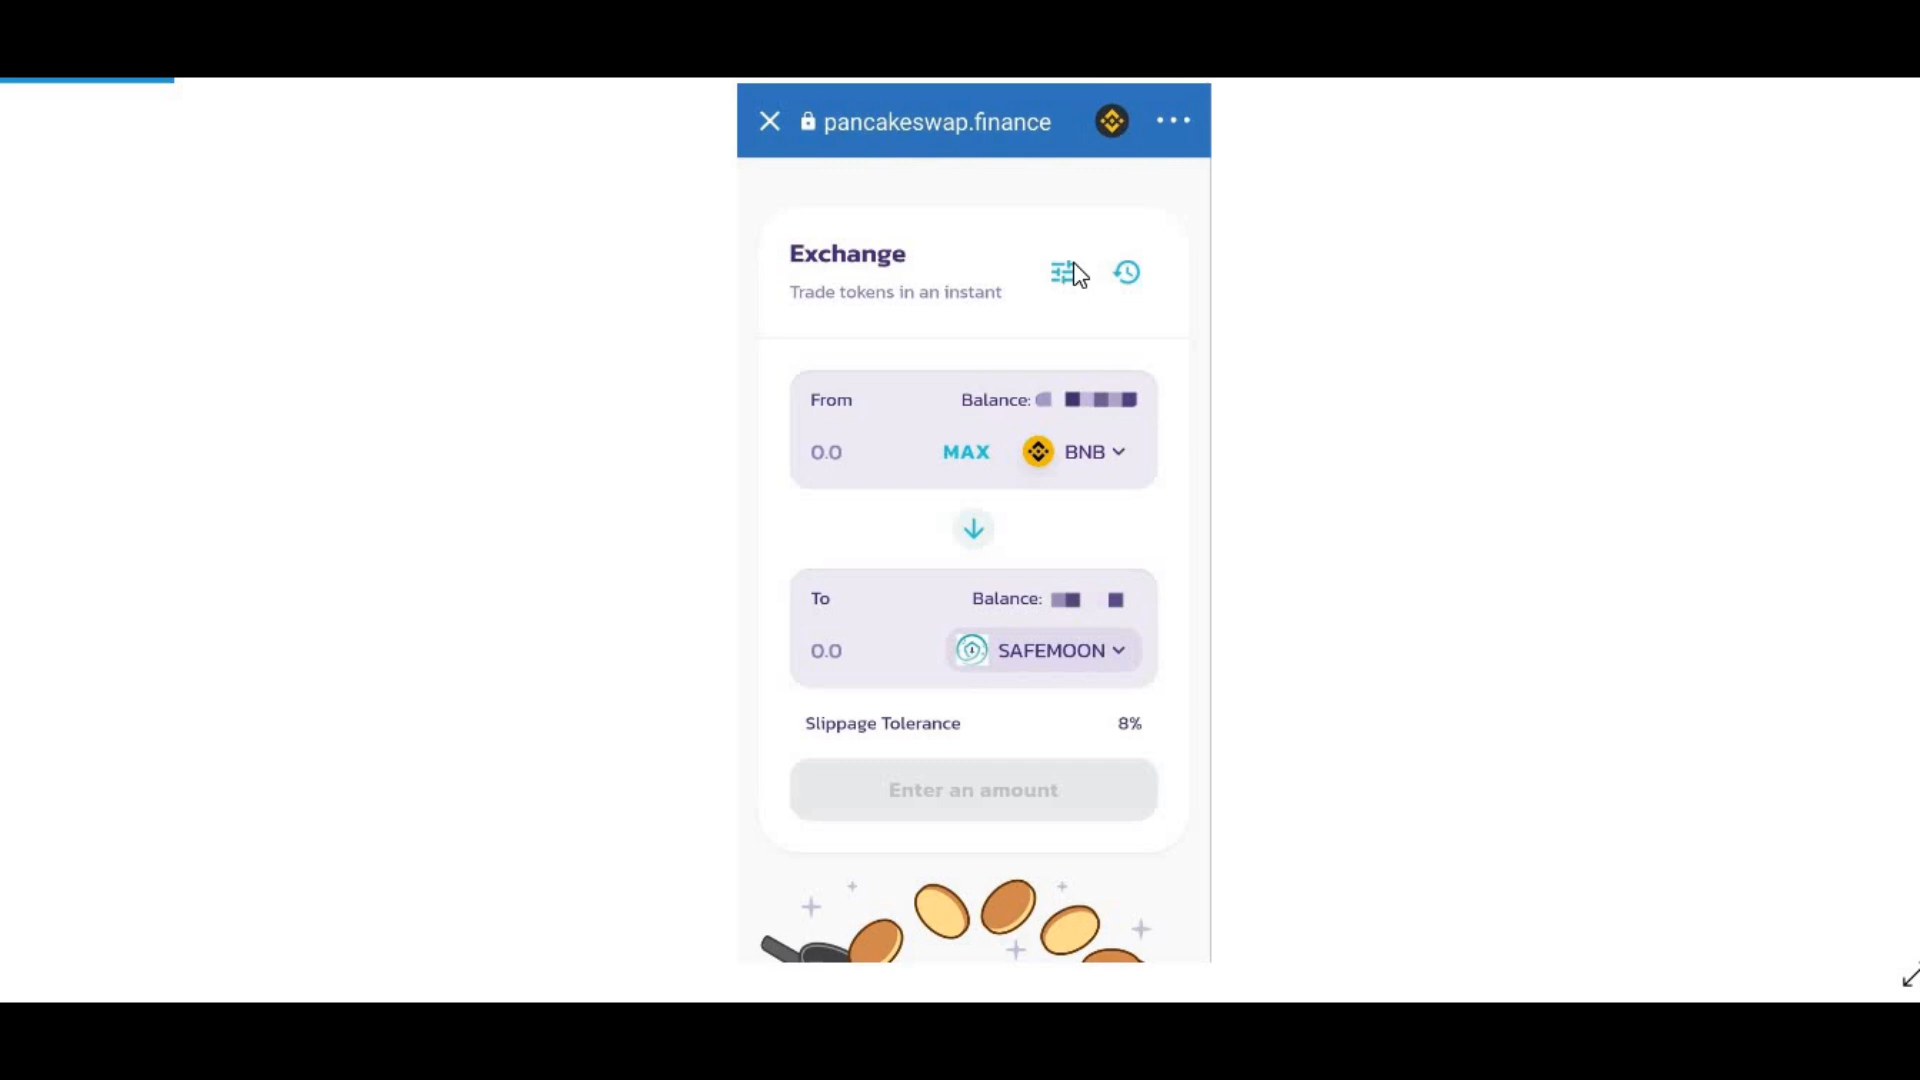 pancakeswap.finance
Exchange
Trade tokens in an instant
From Balance:
0.0 MAX BNB
To Balance:
0.0 SAFEMOON
Slippage Tolerance 8%
Enter an amount